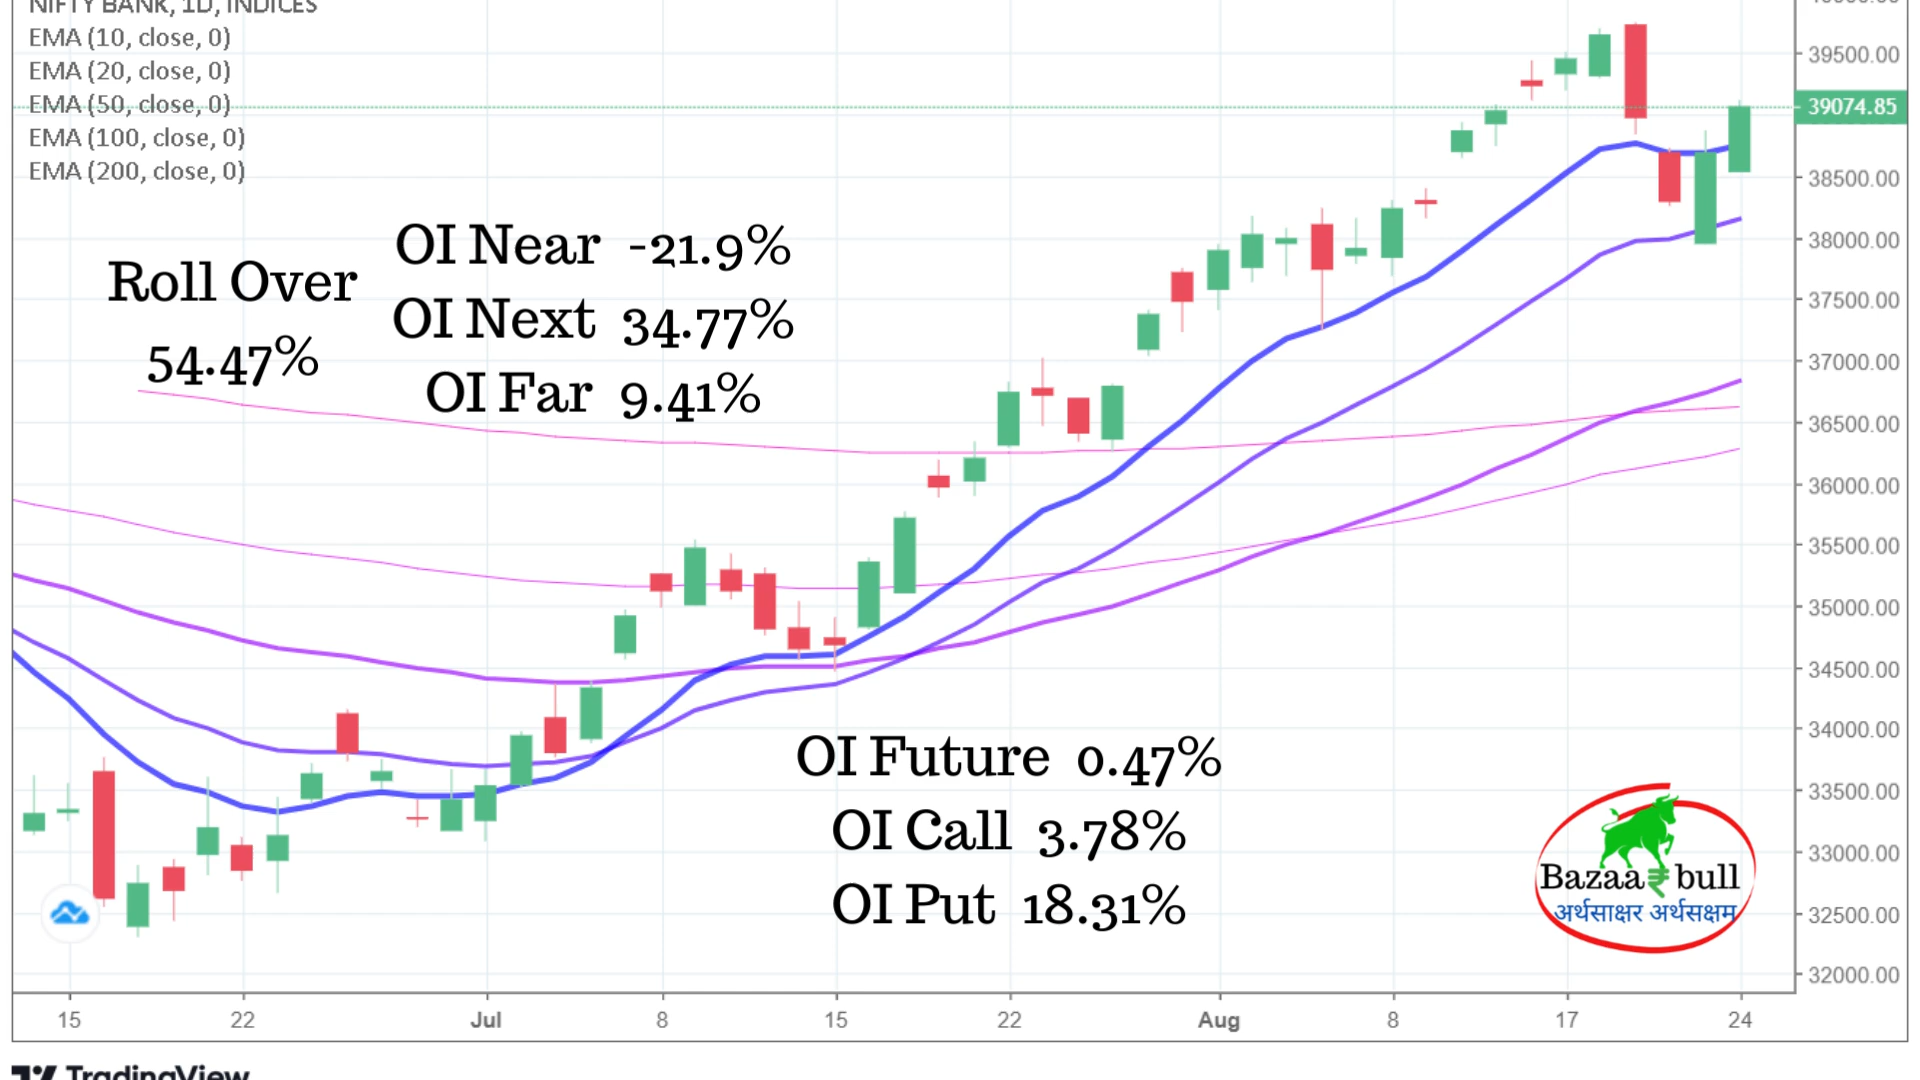 NIFTY BANK, 1D, INDICES
EMA (10, close, 0)
EMA (20, close, 0)
EMA (50, close, 0)
EMA (100, close, 0)
EMA (200, close, 0)
Roll Over
54.47%
OI Near -21.9%
OI Next 34.77%
OI Far 9.41%
OI Future 0.47%
OI Call 3.78%
OI Put 18.31%
Bazaa₹bull
अर्थसाक्षर अर्थसक्षम
39500.00
39074.85
38500.00
38000.00
37500.00
37000.00
36500.00
36000.00
35500.00
35000.00
34500.00
34000.00
33500.00
33000.00
32500.00
32000.00
15 22 Jul 8 15 22 Aug 8 17 24
TradingView